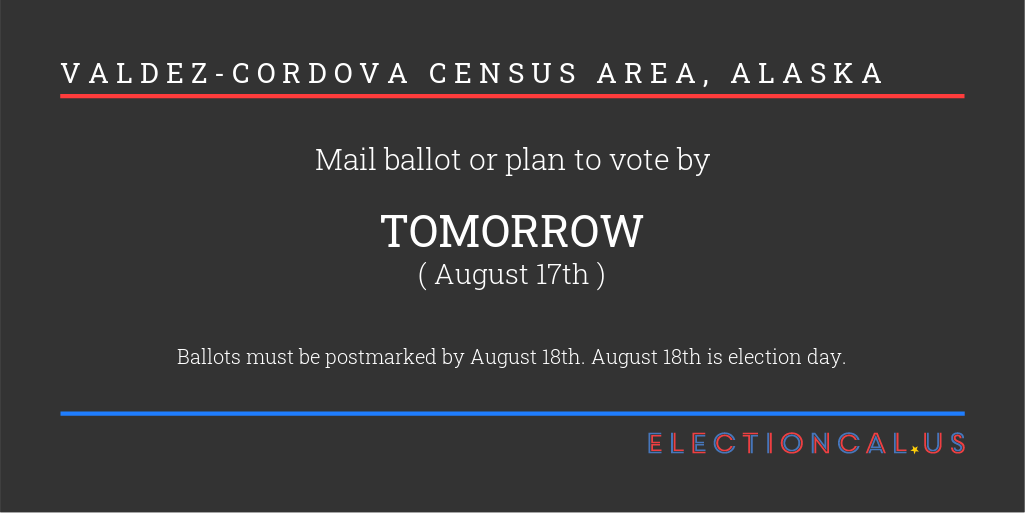 VALDEZ-CORDOVA CENSUS AREA, ALASKA
Mail ballot or plan to vote by
TOMORROW
( August 17th )
Ballots must be postmarked by August 18th. August 18th is election day.
ELECTIONCAL.US